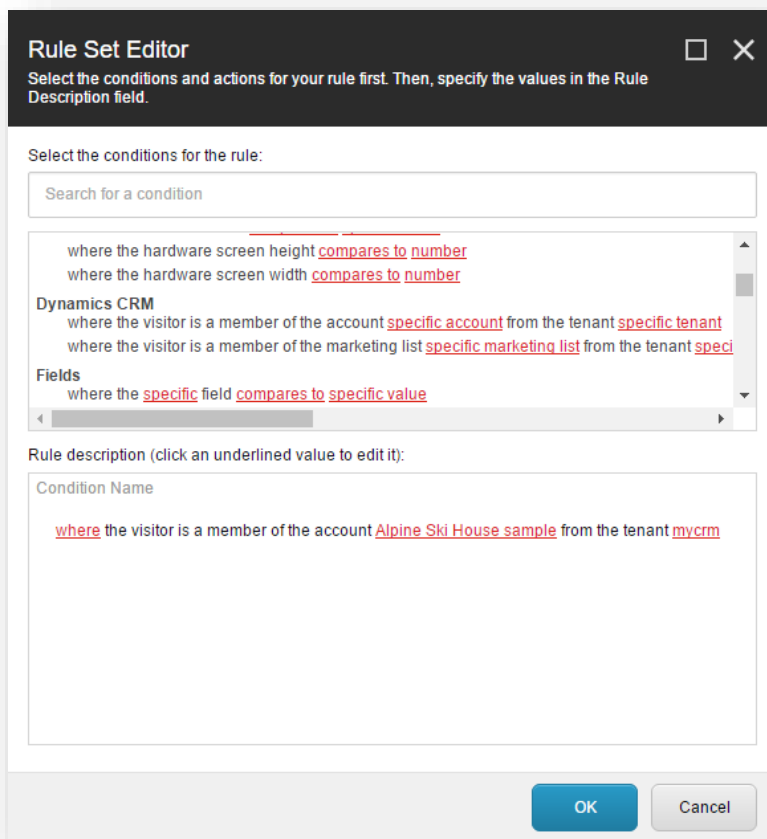 Rule Set Editor
Select the conditions and actions for your rule first. Then, specify the values in the Rule
Description field.
Select the conditions for the rule:
Search for a condition
where the hardware screen height compares to number
where the hardware screen width compares to number
Dynamics CRM
where the visitor is a member of the account specific account from the tenant specific tenant
where the visitor is a member of the marketing list specific marketing list from the tenant speci
Fields
where the specific field compares to specific value
Rule description (click an underlined value to edit it):
Condition Name
where the visitor is a member of the account Alpine Ski House sample from the tenant mycrm
OK
Cancel